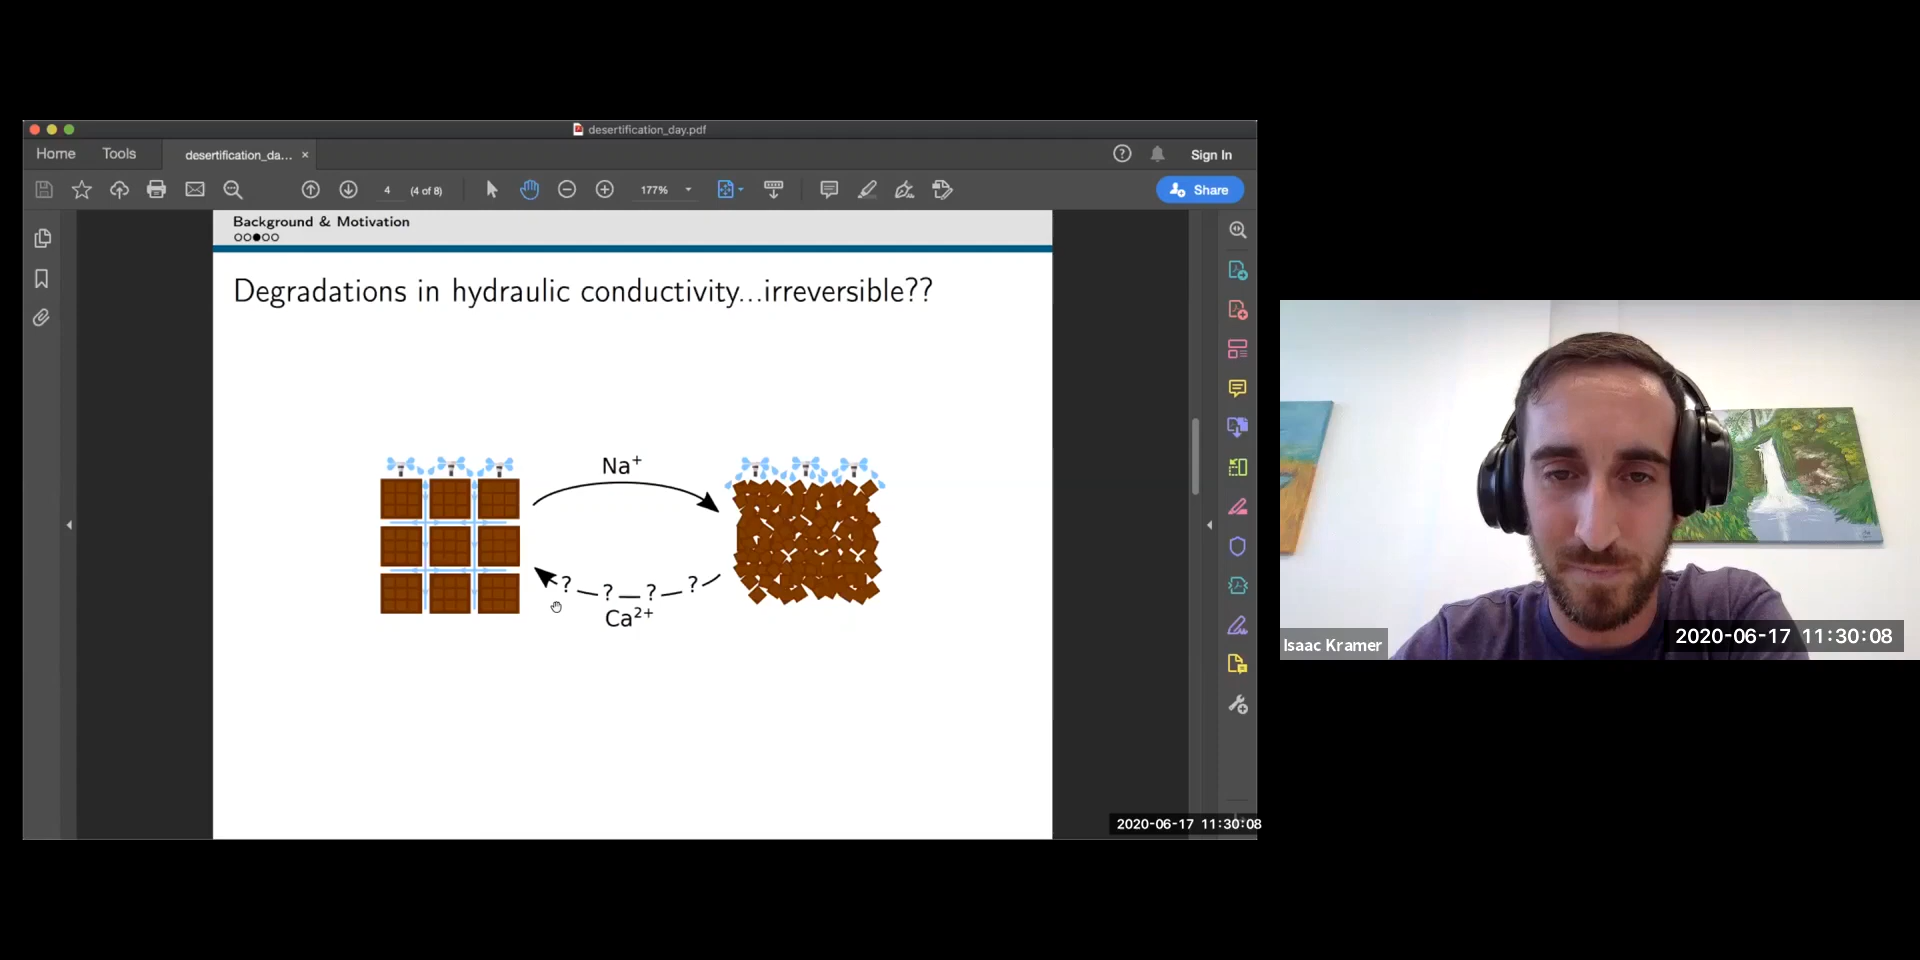 desertification_day.pdf
Home Tools desertification_da... ×
? Sign In
4 (4 of 8) 177% Share
Background & Motivation
Degradations in hydraulic conductivity...irreversible??
Na+
? ? ? ?
Ca2+
Isaac Kramer
2020-06-17 11:30:08
2020-06-17 11:30:08